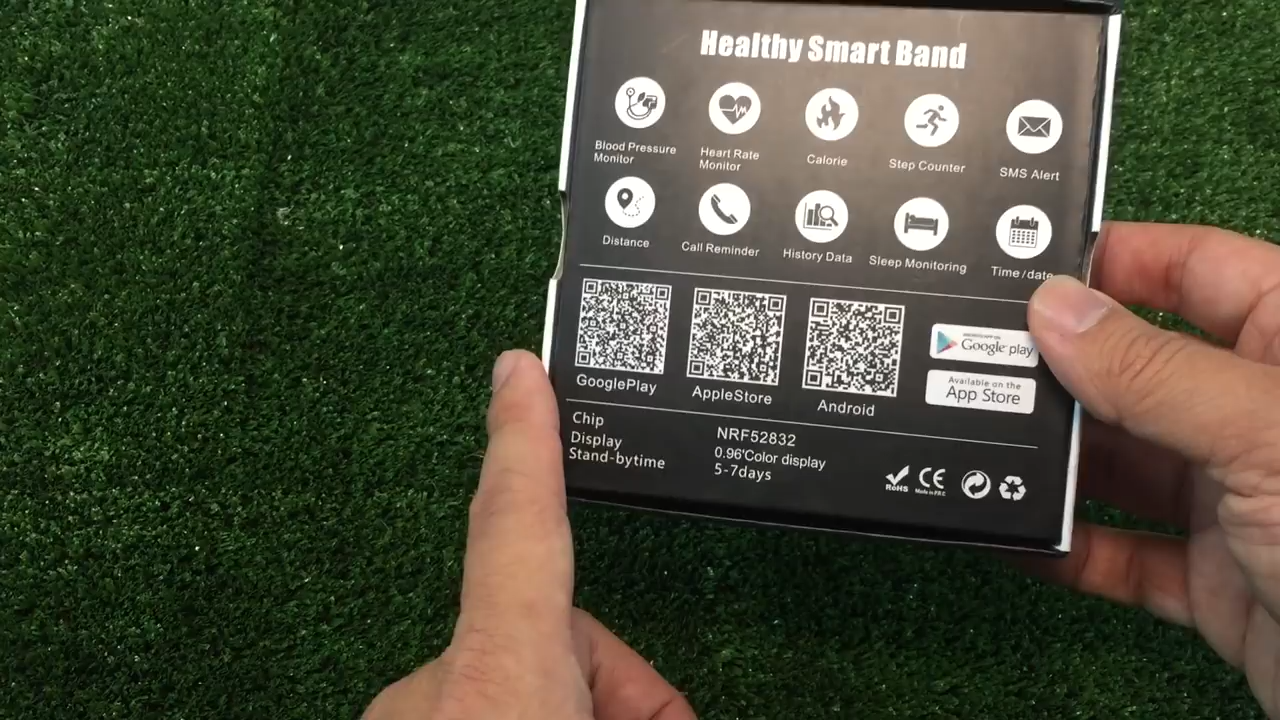 Healthy Smart Band
Blood Pressure
Monitor
Heart Rate
Monitor
Calorie
Step Counter
SMS Alert
Distance
Call Reminder
History Data
Sleep Monitoring
Time/date
GooglePlay
AppleStore
Android
Google play
Available on the
App Store
Chip
NRF52832
Display
0.96'Color display
Stand-bytime
5-7days
RoHS
CE
Made in P.R.C